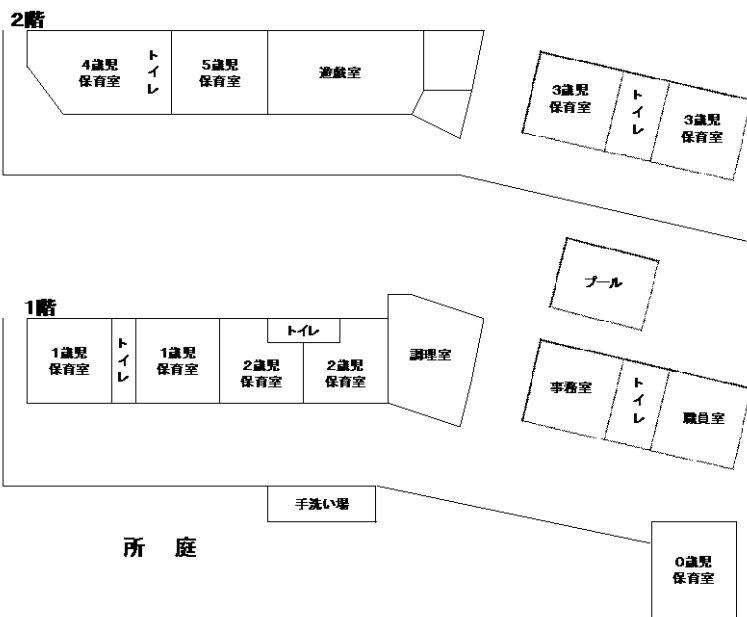 2階
4歳児
保育室
トイレ
5歳児
保育室
遊戯室
3歳児
保育室
トイレ
3歳児
保育室
プール
1階
1歳児
保育室
トイレ
1歳児
保育室
トイレ
2歳児
保育室
2歳児
保育室
調理室
事務室
トイレ
職員室
手洗い場
所 庭
0歳児
保育室